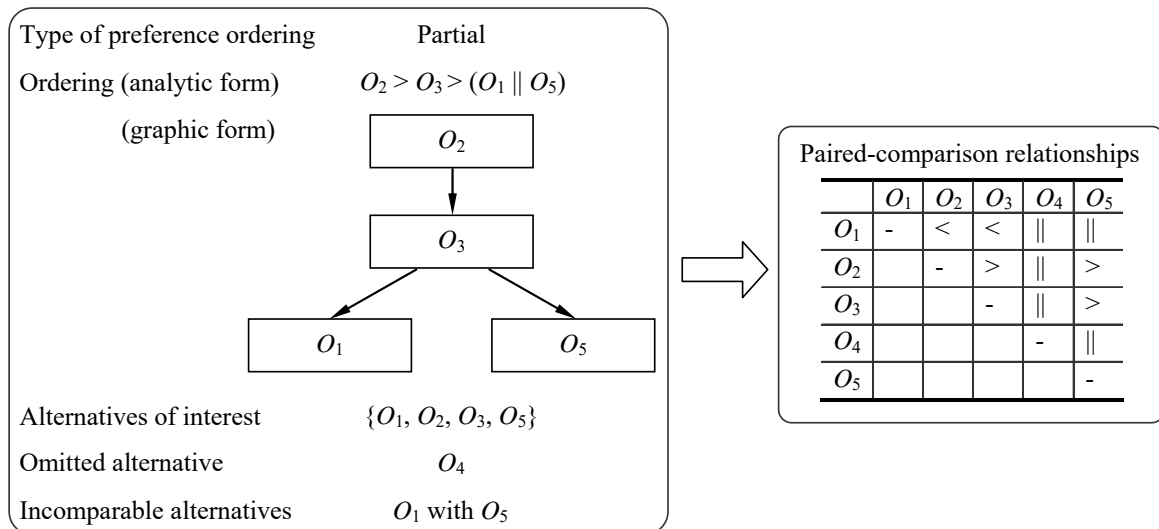 Type of preference ordering Partial
Ordering (analytic form) O2 > O3 > (O1 || O5)
(graphic form)
O2
O3
O1 O5
Alternatives of interest {O1, O2, O3, O5}
Omitted alternative O4
Incomparable alternatives O1 with O5
Paired-comparison relationships
O1 O2 O3 O4 O5
O1 - < < || ||
O2 - > || >
O3 - || >
O4 - ||
O5 -